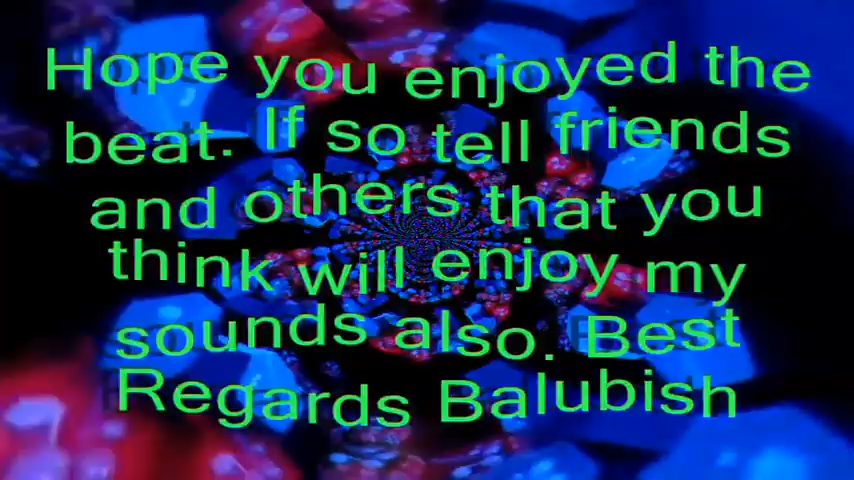 Hope you enjoyed the
beat. If so tell friends
and others that you
think will enjoy my
sounds also. Best
Regards Balubish